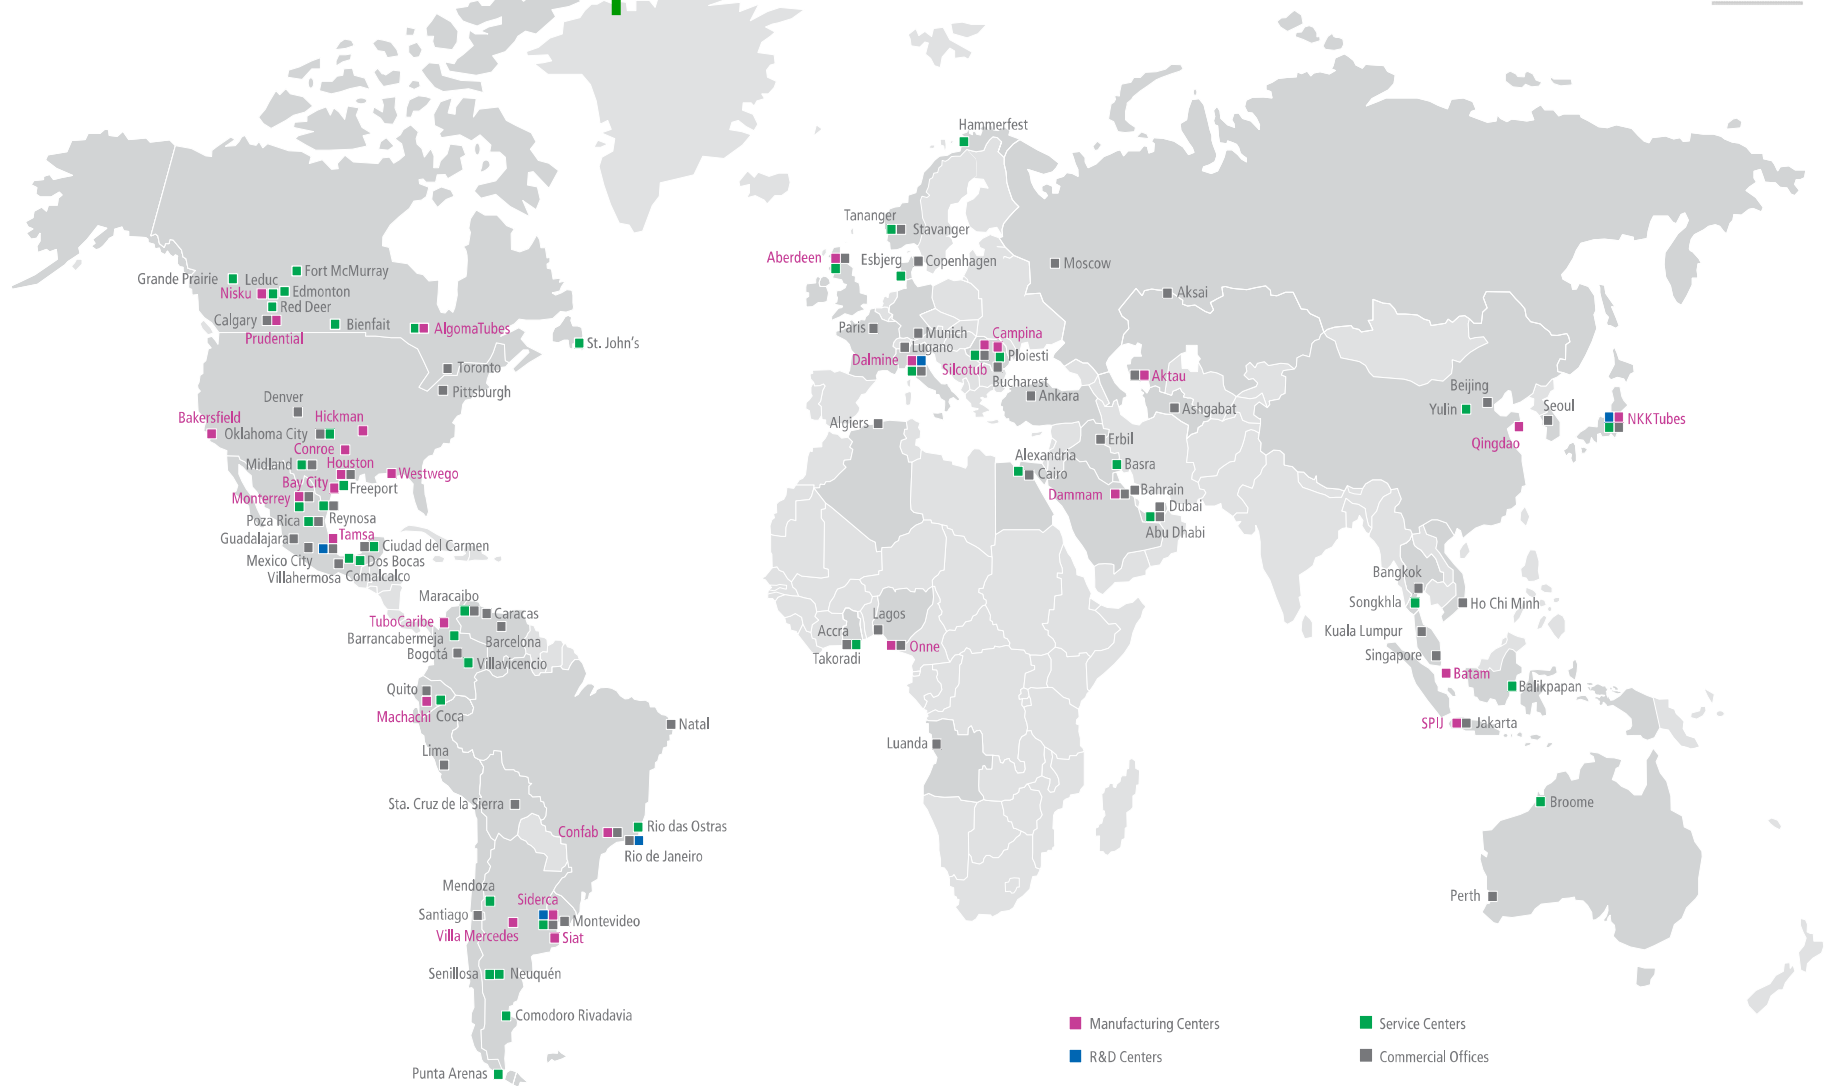 Hammerfest
Tananger
Stavanger
Aberdeen
Esbjerg
Copenhagen
Moscow
Grande Prairie
Leduc
Fort McMurray
Nisku
Edmonton
Red Deer
Calgary
Bienfait
AlgomaTubes
Prudential
St. John's
Aksai
Paris
Munich
Campina
Lugano
Dalmine
Silcotub
Ploiesti
Bucharest
Toronto
Pittsburgh
Denver
Ankara
Aktau
Ashgabat
Beijing
Yulin
Seoul
NKKTubes
Qingdao
Bakersfield
Hickman
Oklahoma City
Conroe
Algiers
Erbil
Midland
Houston
Westwego
Alexandria
Cairo
Basra
Bay City
Freeport
Monterrey
Dammam
Bahrain
Dubai
Abu Dhabi
Poza Rica
Reynosa
Guadalajara
Tamsa
Ciudad del Carmen
Mexico City
Dos Bocas
Villahermosa
Comalcalco
Bangkok
Songkhla
Ho Chi Minh
Maracaibo
Caracas
TuboCaribe
Barcelona
Barrancabermeja
Bogotá
Villavicencio
Lagos
Accra
Takoradi
Onne
Kuala Lumpur
Singapore
Batam
Balikpapan
Quito
Machachi
Coca
SPIJ
Jakarta
Natal
Lima
Luanda
Sta. Cruz de la Sierra
Broome
Confab
Rio das Ostras
Rio de Janeiro
Mendoza
Siderca
Santiago
Montevideo
Villa Mercedes
Siat
Perth
Senillosa
Neuquén
Comodoro Rivadavia
Punta Arenas
Manufacturing Centers
Service Centers
R&D Centers
Commercial Offices